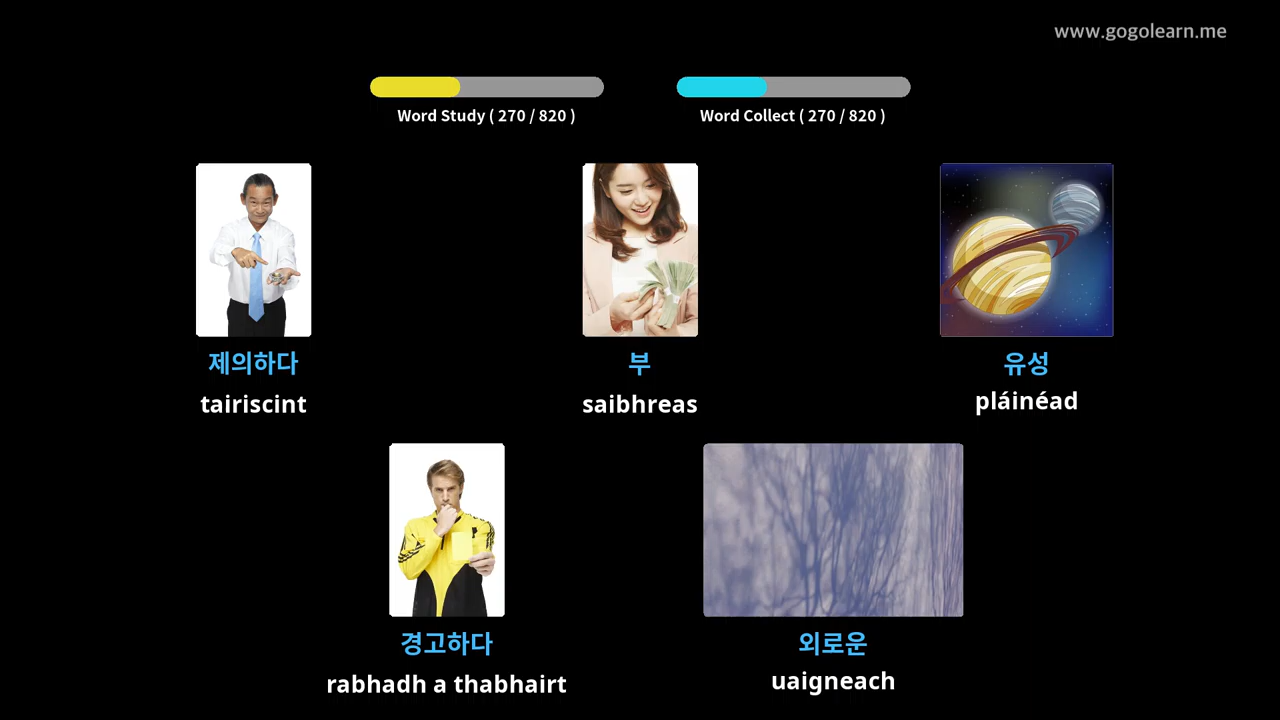 www.gogolearn.me
Word Study ( 270 / 820 )
Word Collect ( 270 / 820 )
제의하다
부
유성
tairiscint
saibhreas
pláinéad
경고하다
외로운
rabhadh a thabhairt
uaigneach